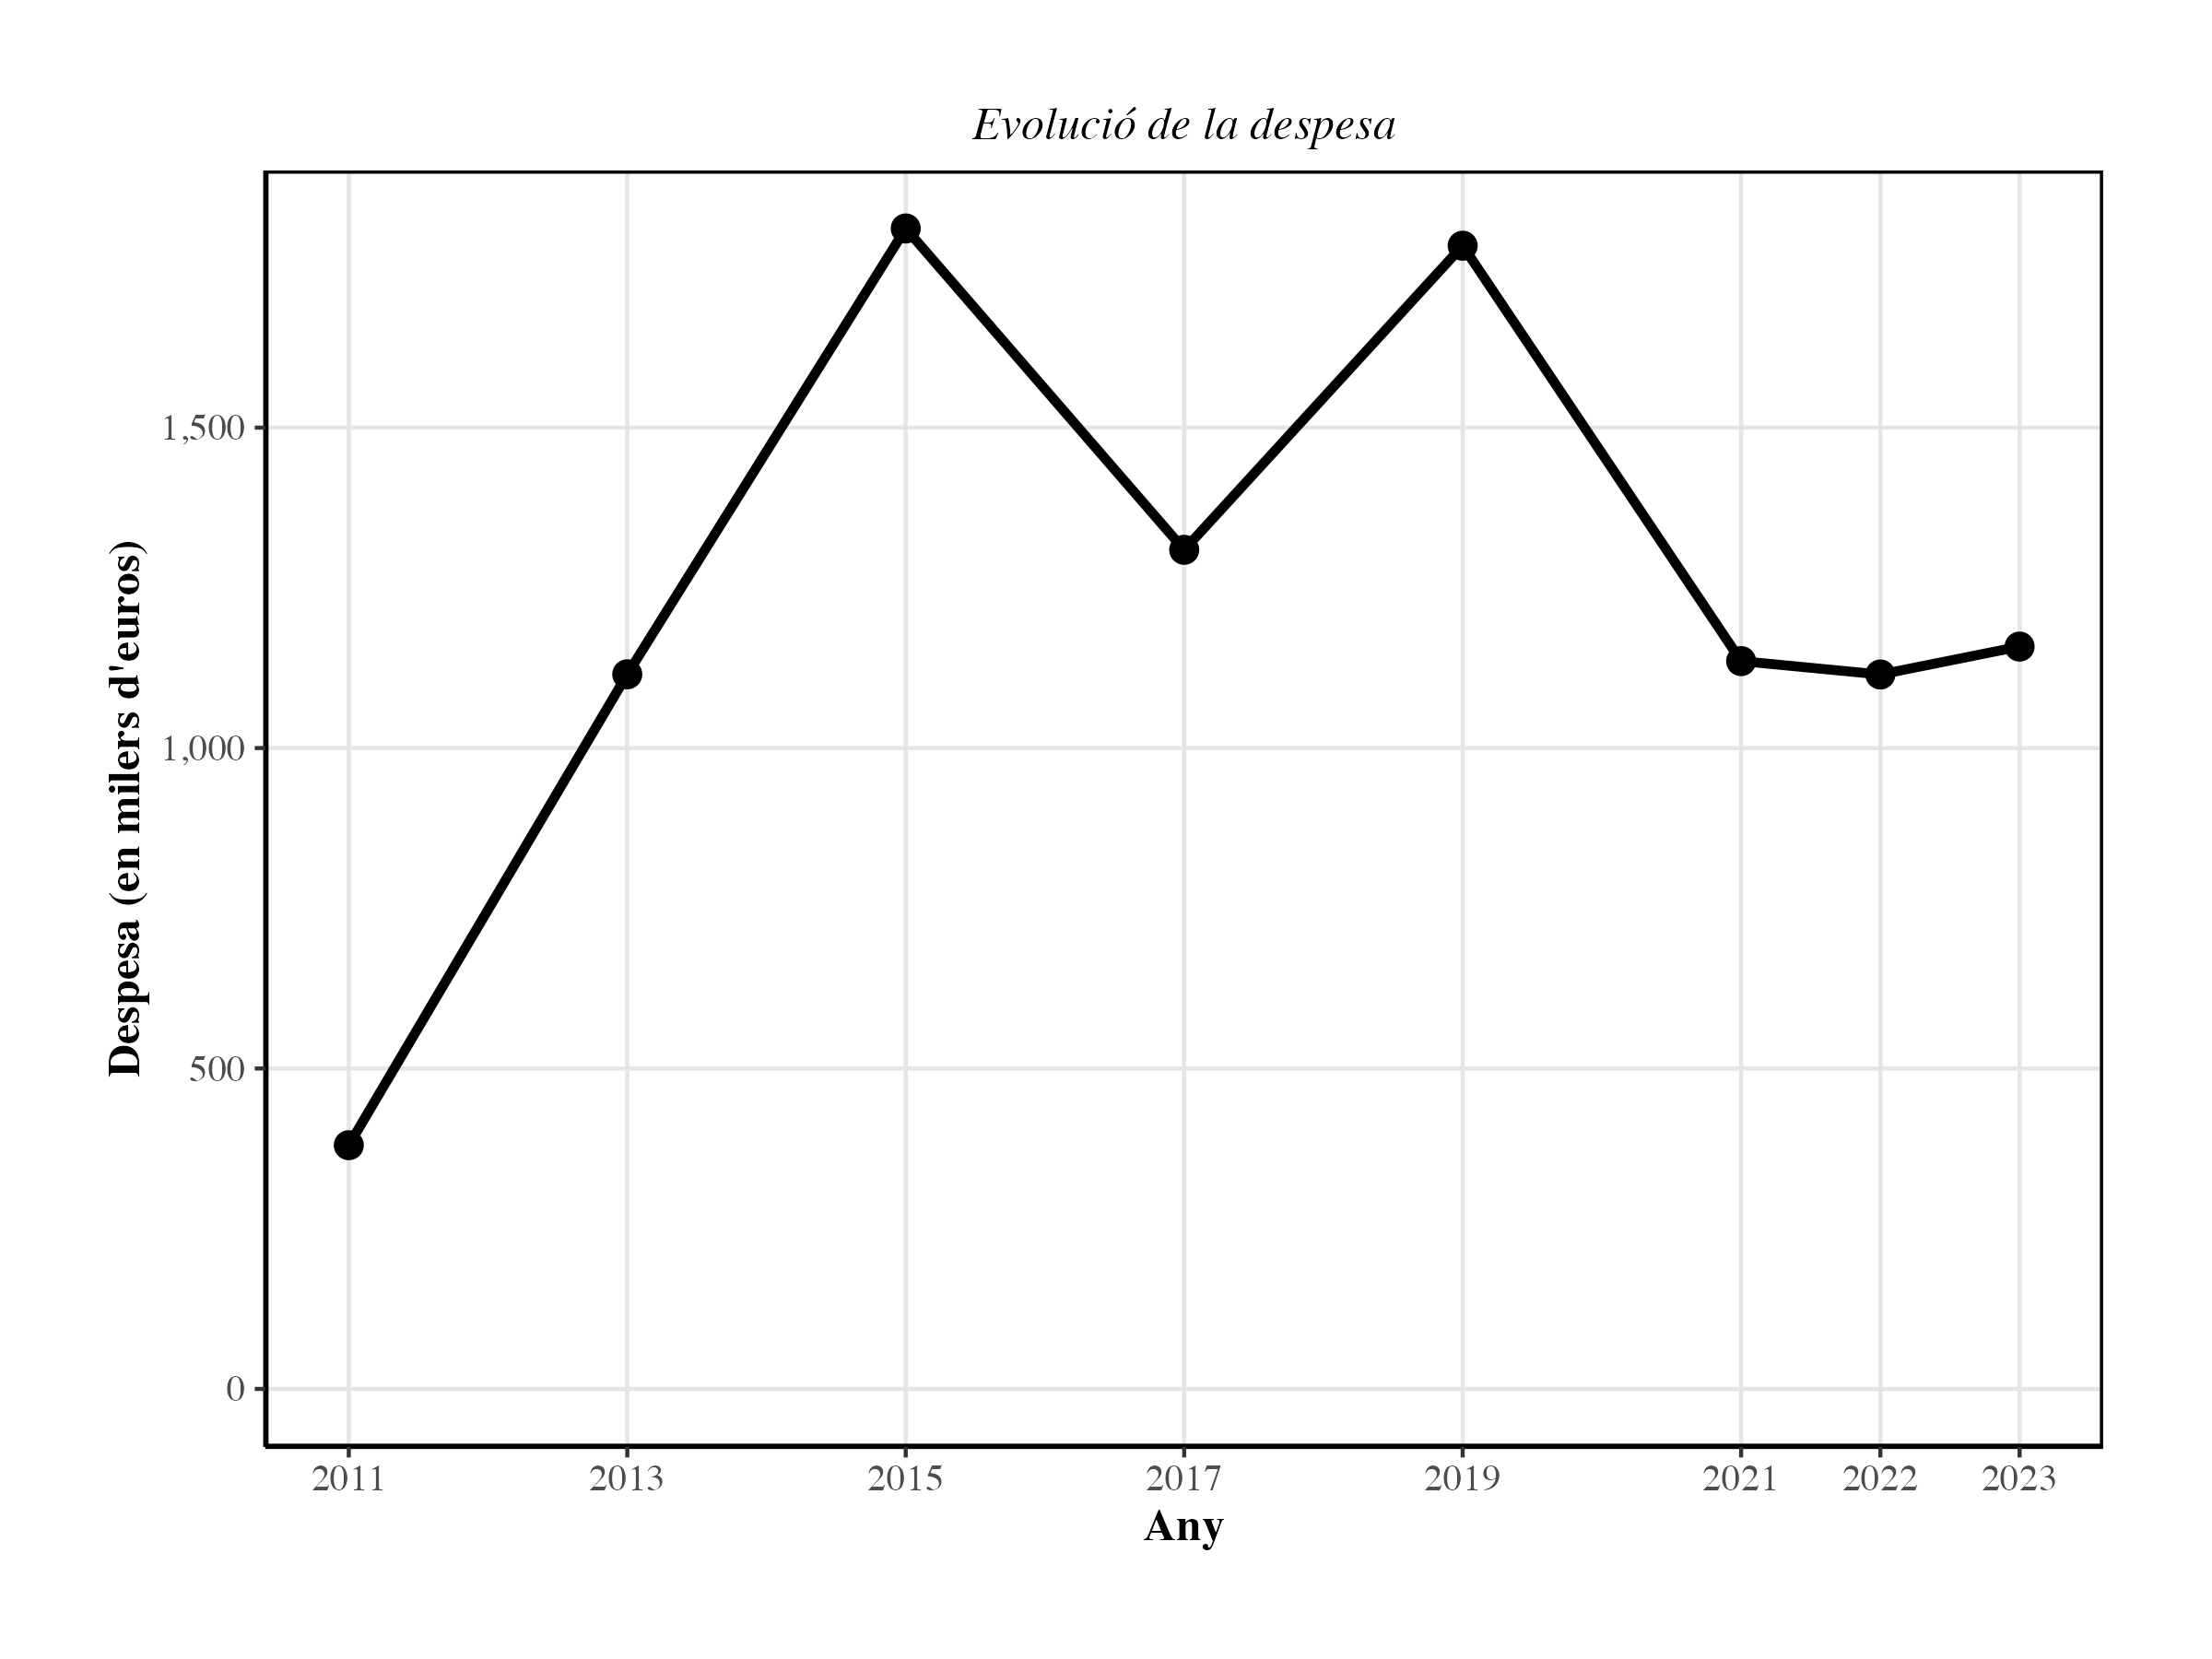 Evolució de la despesa
Despesa (en milers d'euros)
1,500
1,000
500
0
2011 2013 2015 2017 2019 2021 2022 2023
Any